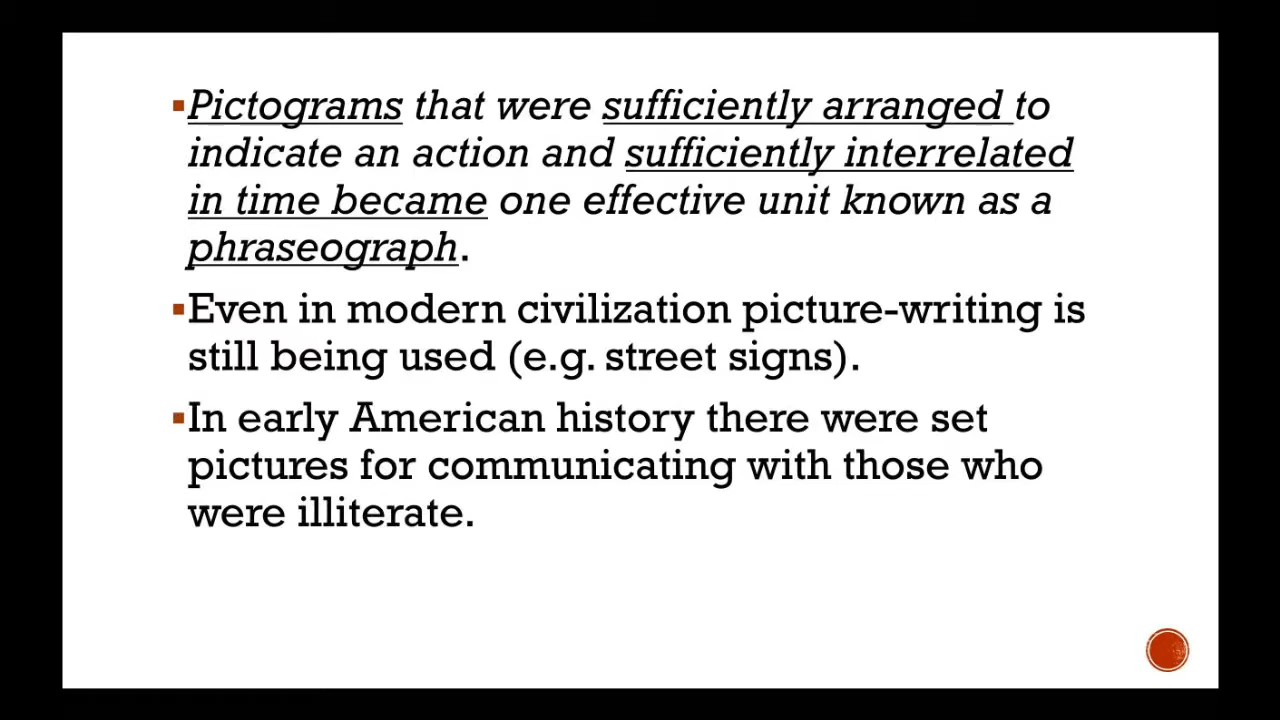 ▪Pictograms that were sufficiently arranged to
indicate an action and sufficiently interrelated
in time became one effective unit known as a
phraseograph.
▪Even in modern civilization picture-writing is
still being used (e.g. street signs).
▪In early American history there were set
pictures for communicating with those who
were illiterate.